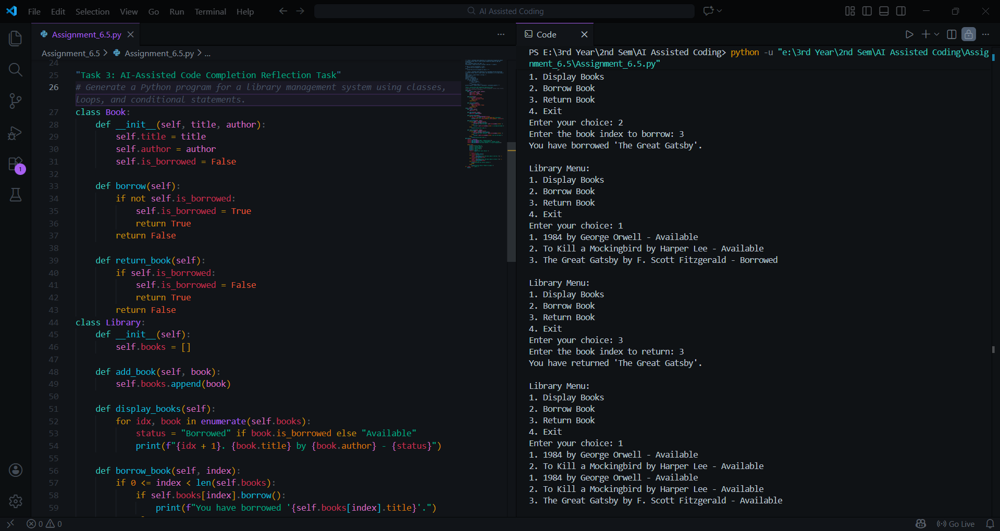 File Edit Selection View Go Run Terminal Help
AI Assisted Coding
Assignment_6.5.py
Assignment_6.5 > Assignment_6.5.py > ...
24
25 "Task 3: AI-Assisted Code Completion Reflection Task"
26 # Generate a Python program for a library management system using classes,
loops, and conditional statements.
27 class Book:
28     def __init__(self, title, author):
29         self.title = title
30         self.author = author
31         self.is_borrowed = False
32
33     def borrow(self):
34         if not self.is_borrowed:
35             self.is_borrowed = True
36             return True
37         return False
38
39     def return_book(self):
40         if self.is_borrowed:
41             self.is_borrowed = False
42             return True
43         return False
44 class Library:
45     def __init__(self):
46         self.books = []
47
48     def add_book(self, book):
49         self.books.append(book)
50
51     def display_books(self):
52         for idx, book in enumerate(self.books):
53             status = "Borrowed" if book.is_borrowed else "Available"
54             print(f"{idx + 1}. {book.title} by {book.author} - {status}")
55
56     def borrow_book(self, index):
57         if 0 <= index < len(self.books):
58             if self.books[index].borrow():
59                 print(f"You have borrowed '{self.books[index].title}'.")
1
Code
PS E:\3rd Year\2nd Sem\AI Assisted Coding> python -u "e:\3rd Year\2nd Sem\AI Assisted Coding\Assig
nment_6.5\Assignment_6.5.py"
1. Display Books
2. Borrow Book
3. Return Book
4. Exit
Enter your choice: 2
Enter the book index to borrow: 3
You have borrowed 'The Great Gatsby'.
Library Menu:
1. Display Books
2. Borrow Book
3. Return Book
4. Exit
Enter your choice: 1
1. 1984 by George Orwell - Available
2. To Kill a Mockingbird by Harper Lee - Available
3. The Great Gatsby by F. Scott Fitzgerald - Borrowed
Library Menu:
1. Display Books
2. Borrow Book
3. Return Book
4. Exit
Enter your choice: 3
Enter the book index to return: 3
You have returned 'The Great Gatsby'.
Library Menu:
1. Display Books
2. Borrow Book
3. Return Book
4. Exit
Enter your choice: 1
1. 1984 by George Orwell - Available
2. To Kill a Mockingbird by Harper Lee - Available
1. 1984 by George Orwell - Available
2. To Kill a Mockingbird by Harper Lee - Available
3. The Great Gatsby by F. Scott Fitzgerald - Available
0 0
Go Live